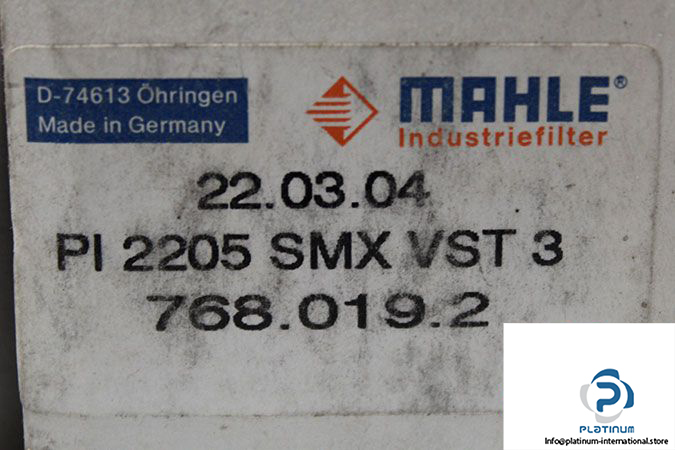 D-74613 Öhringen
Made in Germany
MAHLE®
Industriefilter
22.03.04
PI 2205 SMX VST 3
768.019.2
PLATINUM
Info@platinum-international.store